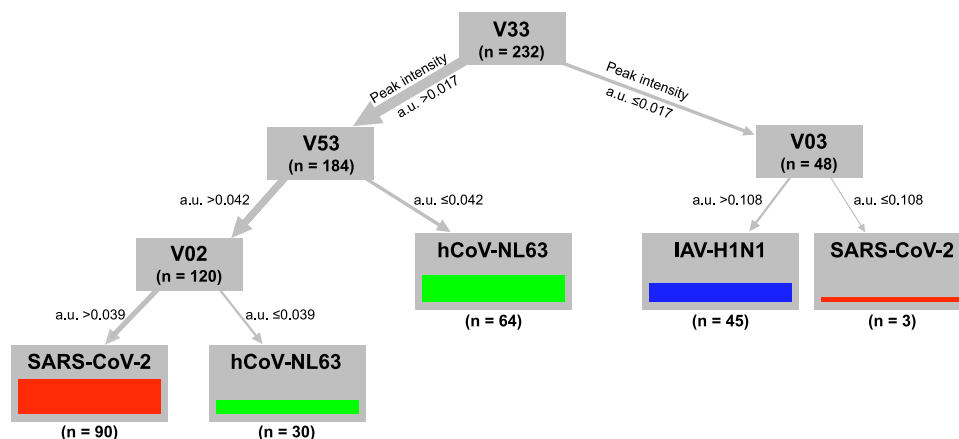 V33
(n = 232)
Peak intensity
a.u. >0.017
Peak intensity
a.u. ≤0.017
V53
(n = 184)
V03
(n = 48)
a.u. >0.042
a.u. ≤0.042
a.u. >0.108
a.u. ≤0.108
V02
(n = 120)
hCoV-NL63
(n = 64)
IAV-H1N1
(n = 45)
SARS-CoV-2
(n = 3)
a.u. >0.039
a.u. ≤0.039
SARS-CoV-2
(n = 90)
hCoV-NL63
(n = 30)